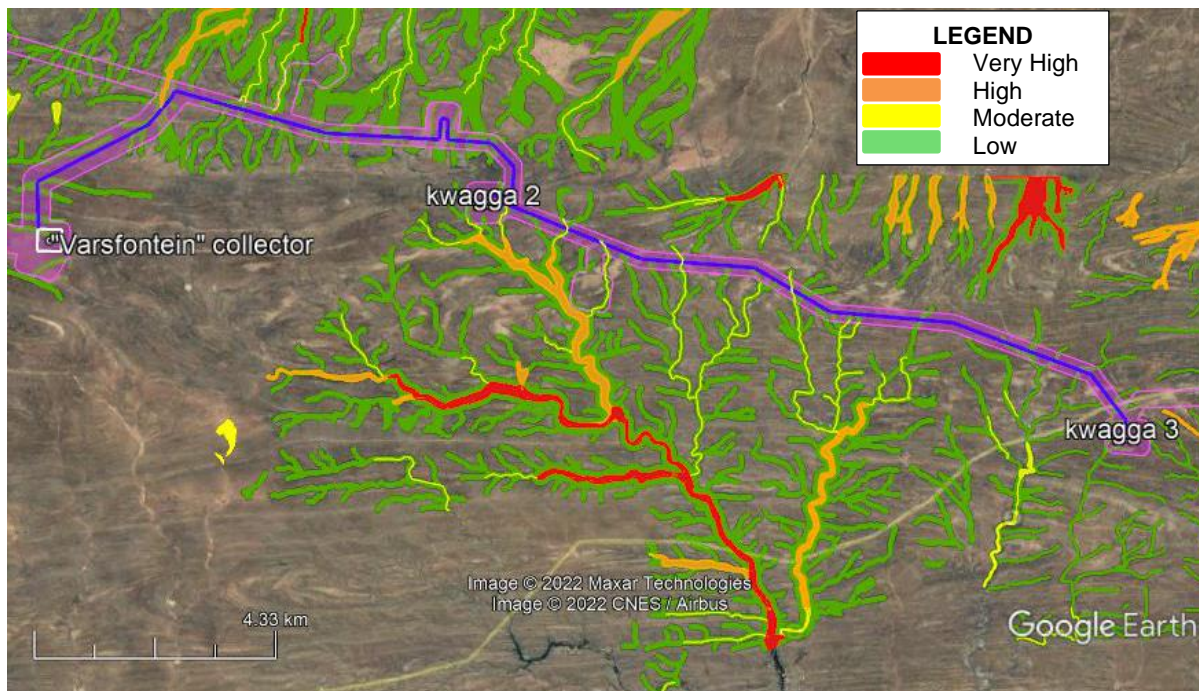 LEGEND
Very High
High
Moderate
Low
kwagga 2
"Varsfontein" collector
kwagga 3
Image © 2022 Maxar Technologies
Image © 2022 CNES / Airbus
4.33 km
Google Earth